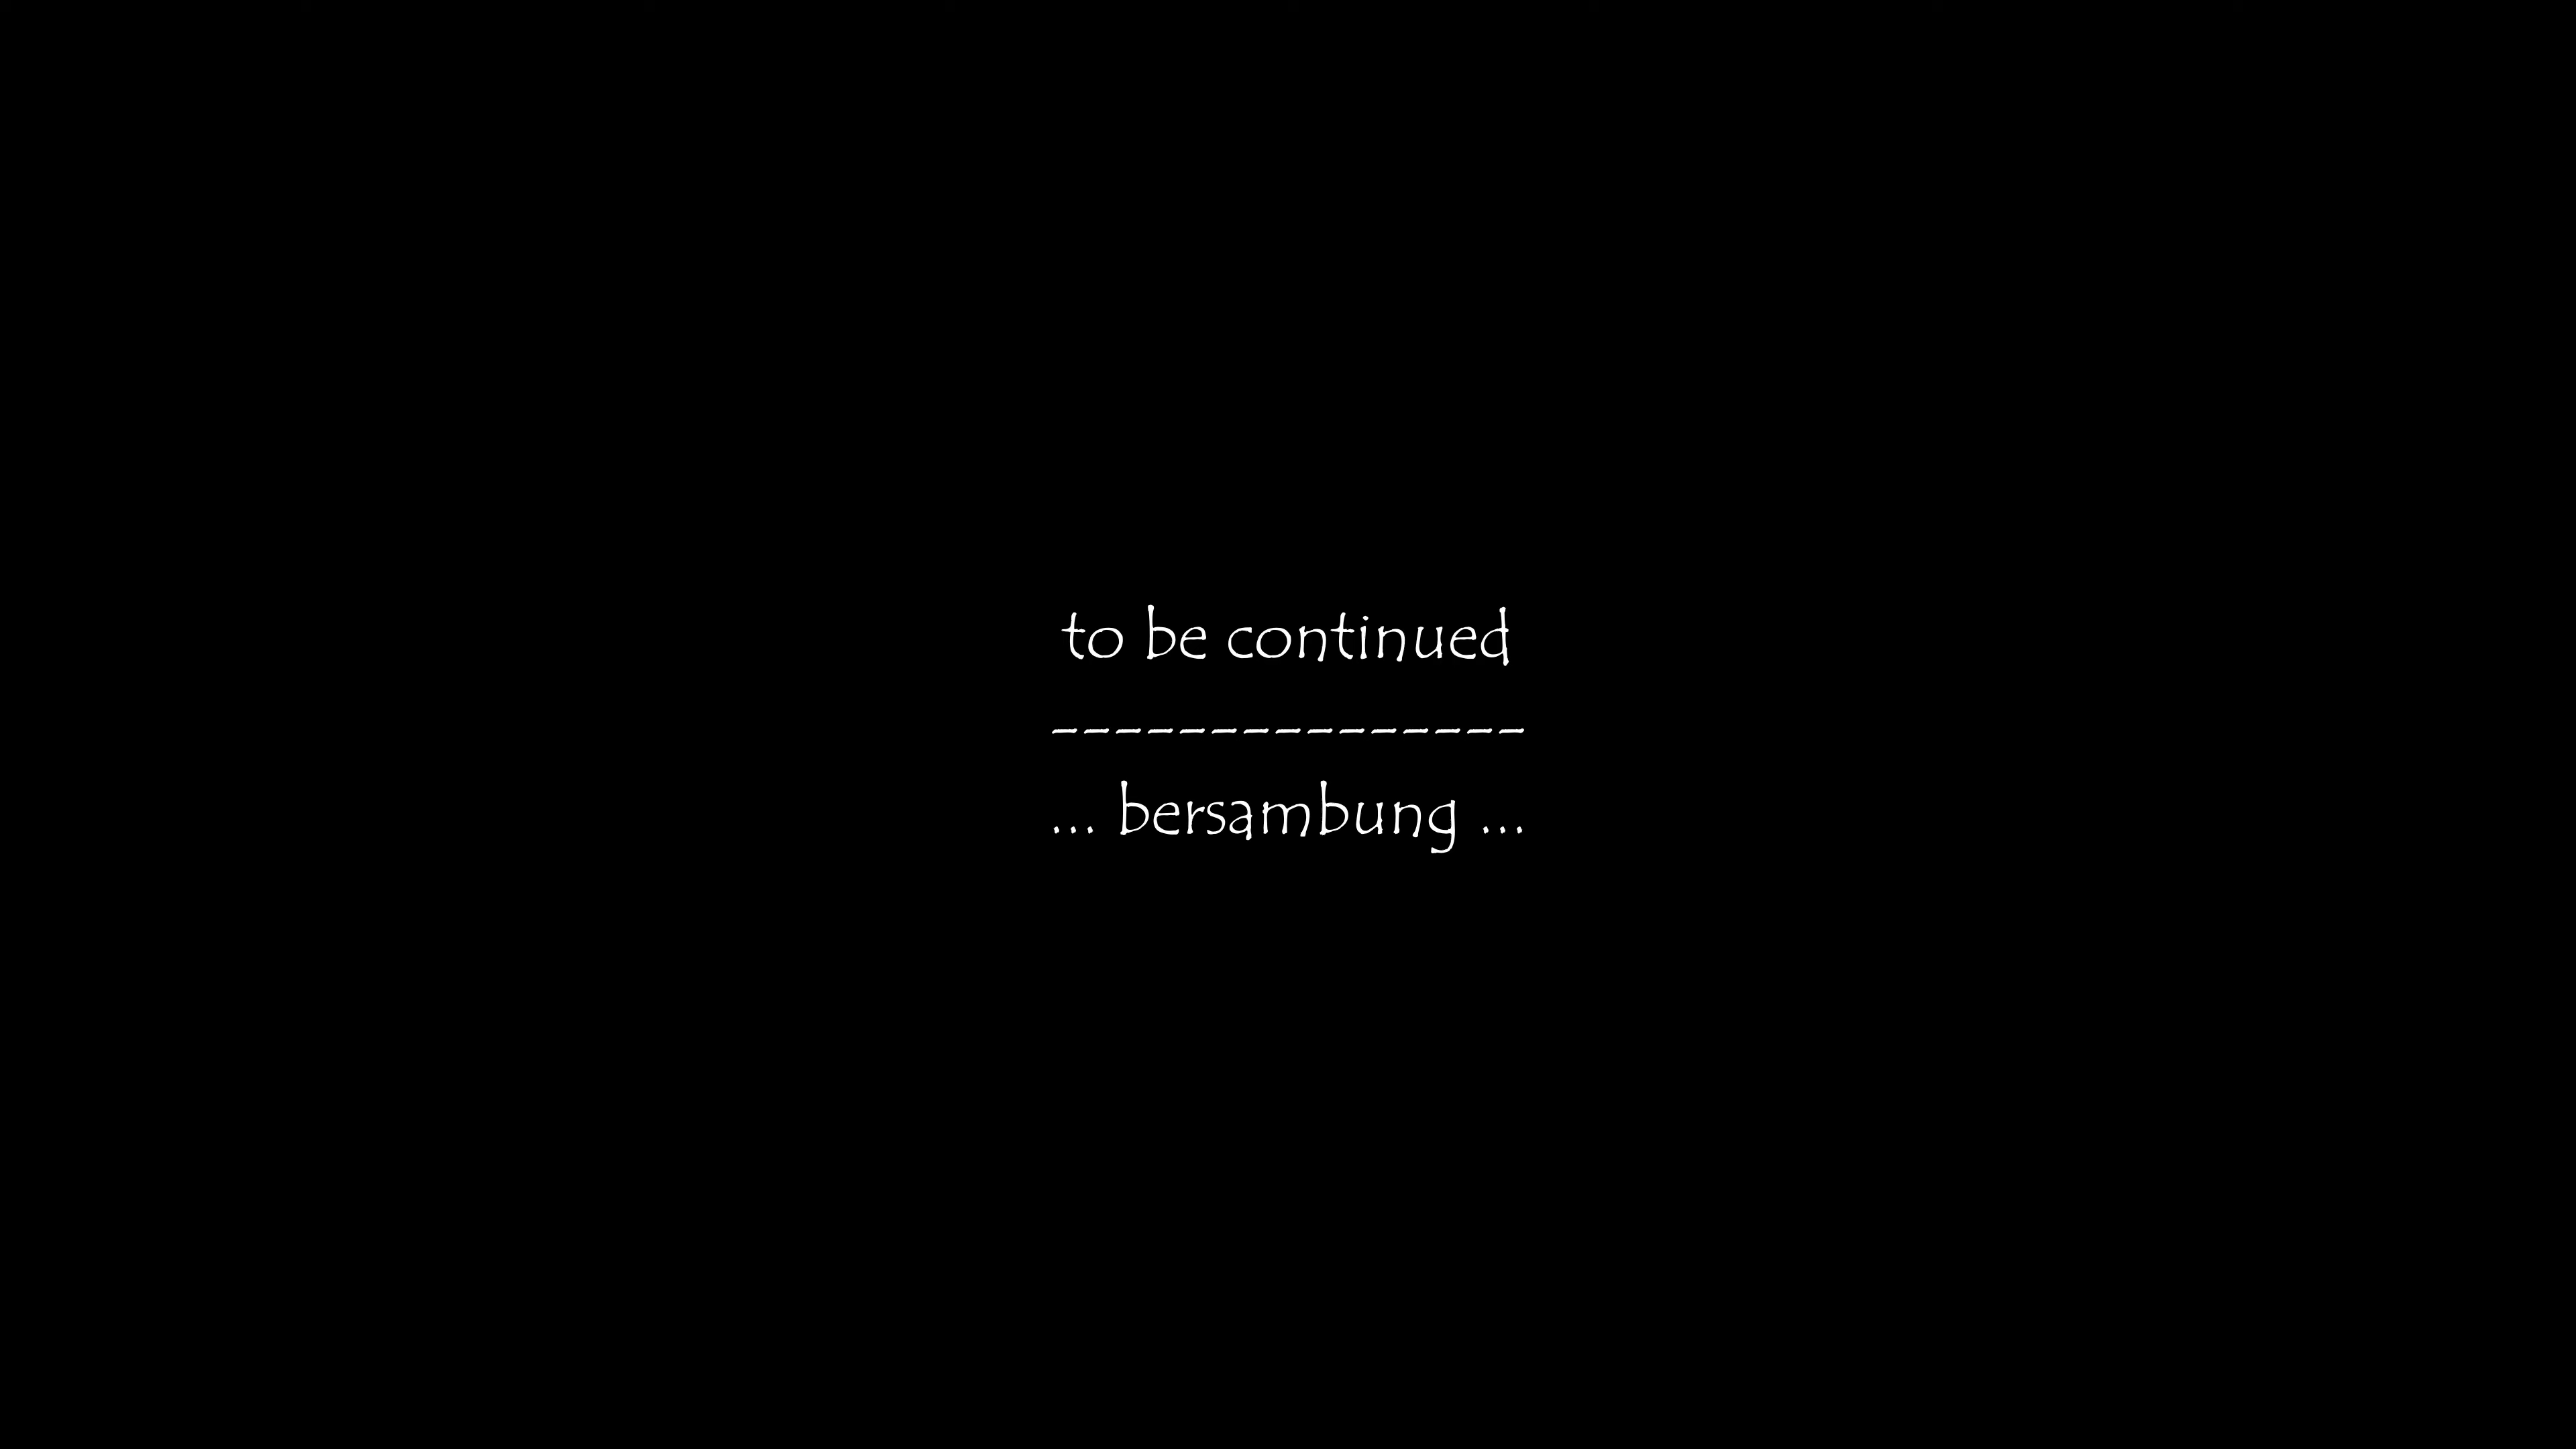 to be continued
---------------
... bersambung ...